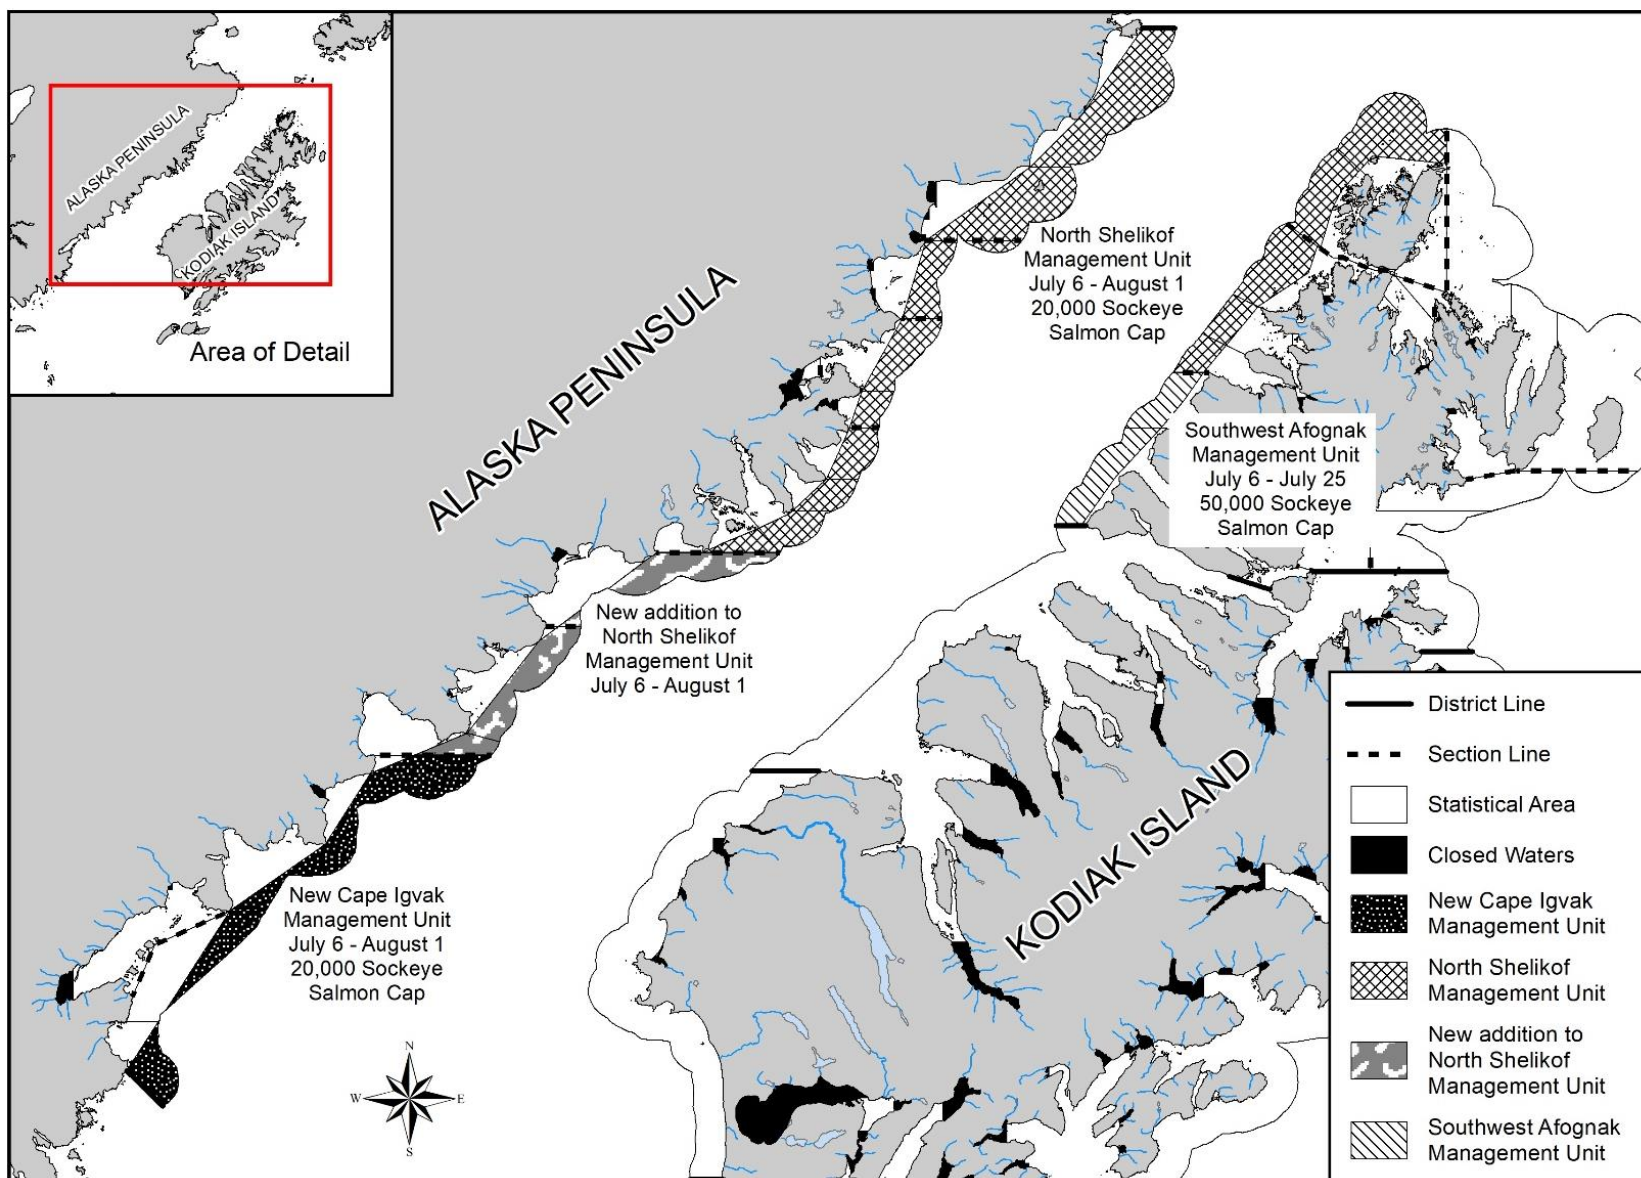 ALASKA PENINSULA
KODIAK ISLAND
Area of Detail
ALASKA PENINSULA
North Shelikof
Management Unit
July 6 - August 1
20,000 Sockeye
Salmon Cap
Southwest Afognak
Management Unit
July 6 - July 25
50,000 Sockeye
Salmon Cap
New addition to
North Shelikof
Management Unit
July 6 - August 1
New Cape Igvak
Management Unit
July 6 - August 1
20,000 Sockeye
Salmon Cap
KODIAK ISLAND
N
W
E
S
District Line
Section Line
Statistical Area
Closed Waters
New Cape Igvak
Management Unit
North Shelikof
Management Unit
New addition to
North Shelikof
Management Unit
Southwest Afognak
Management Unit